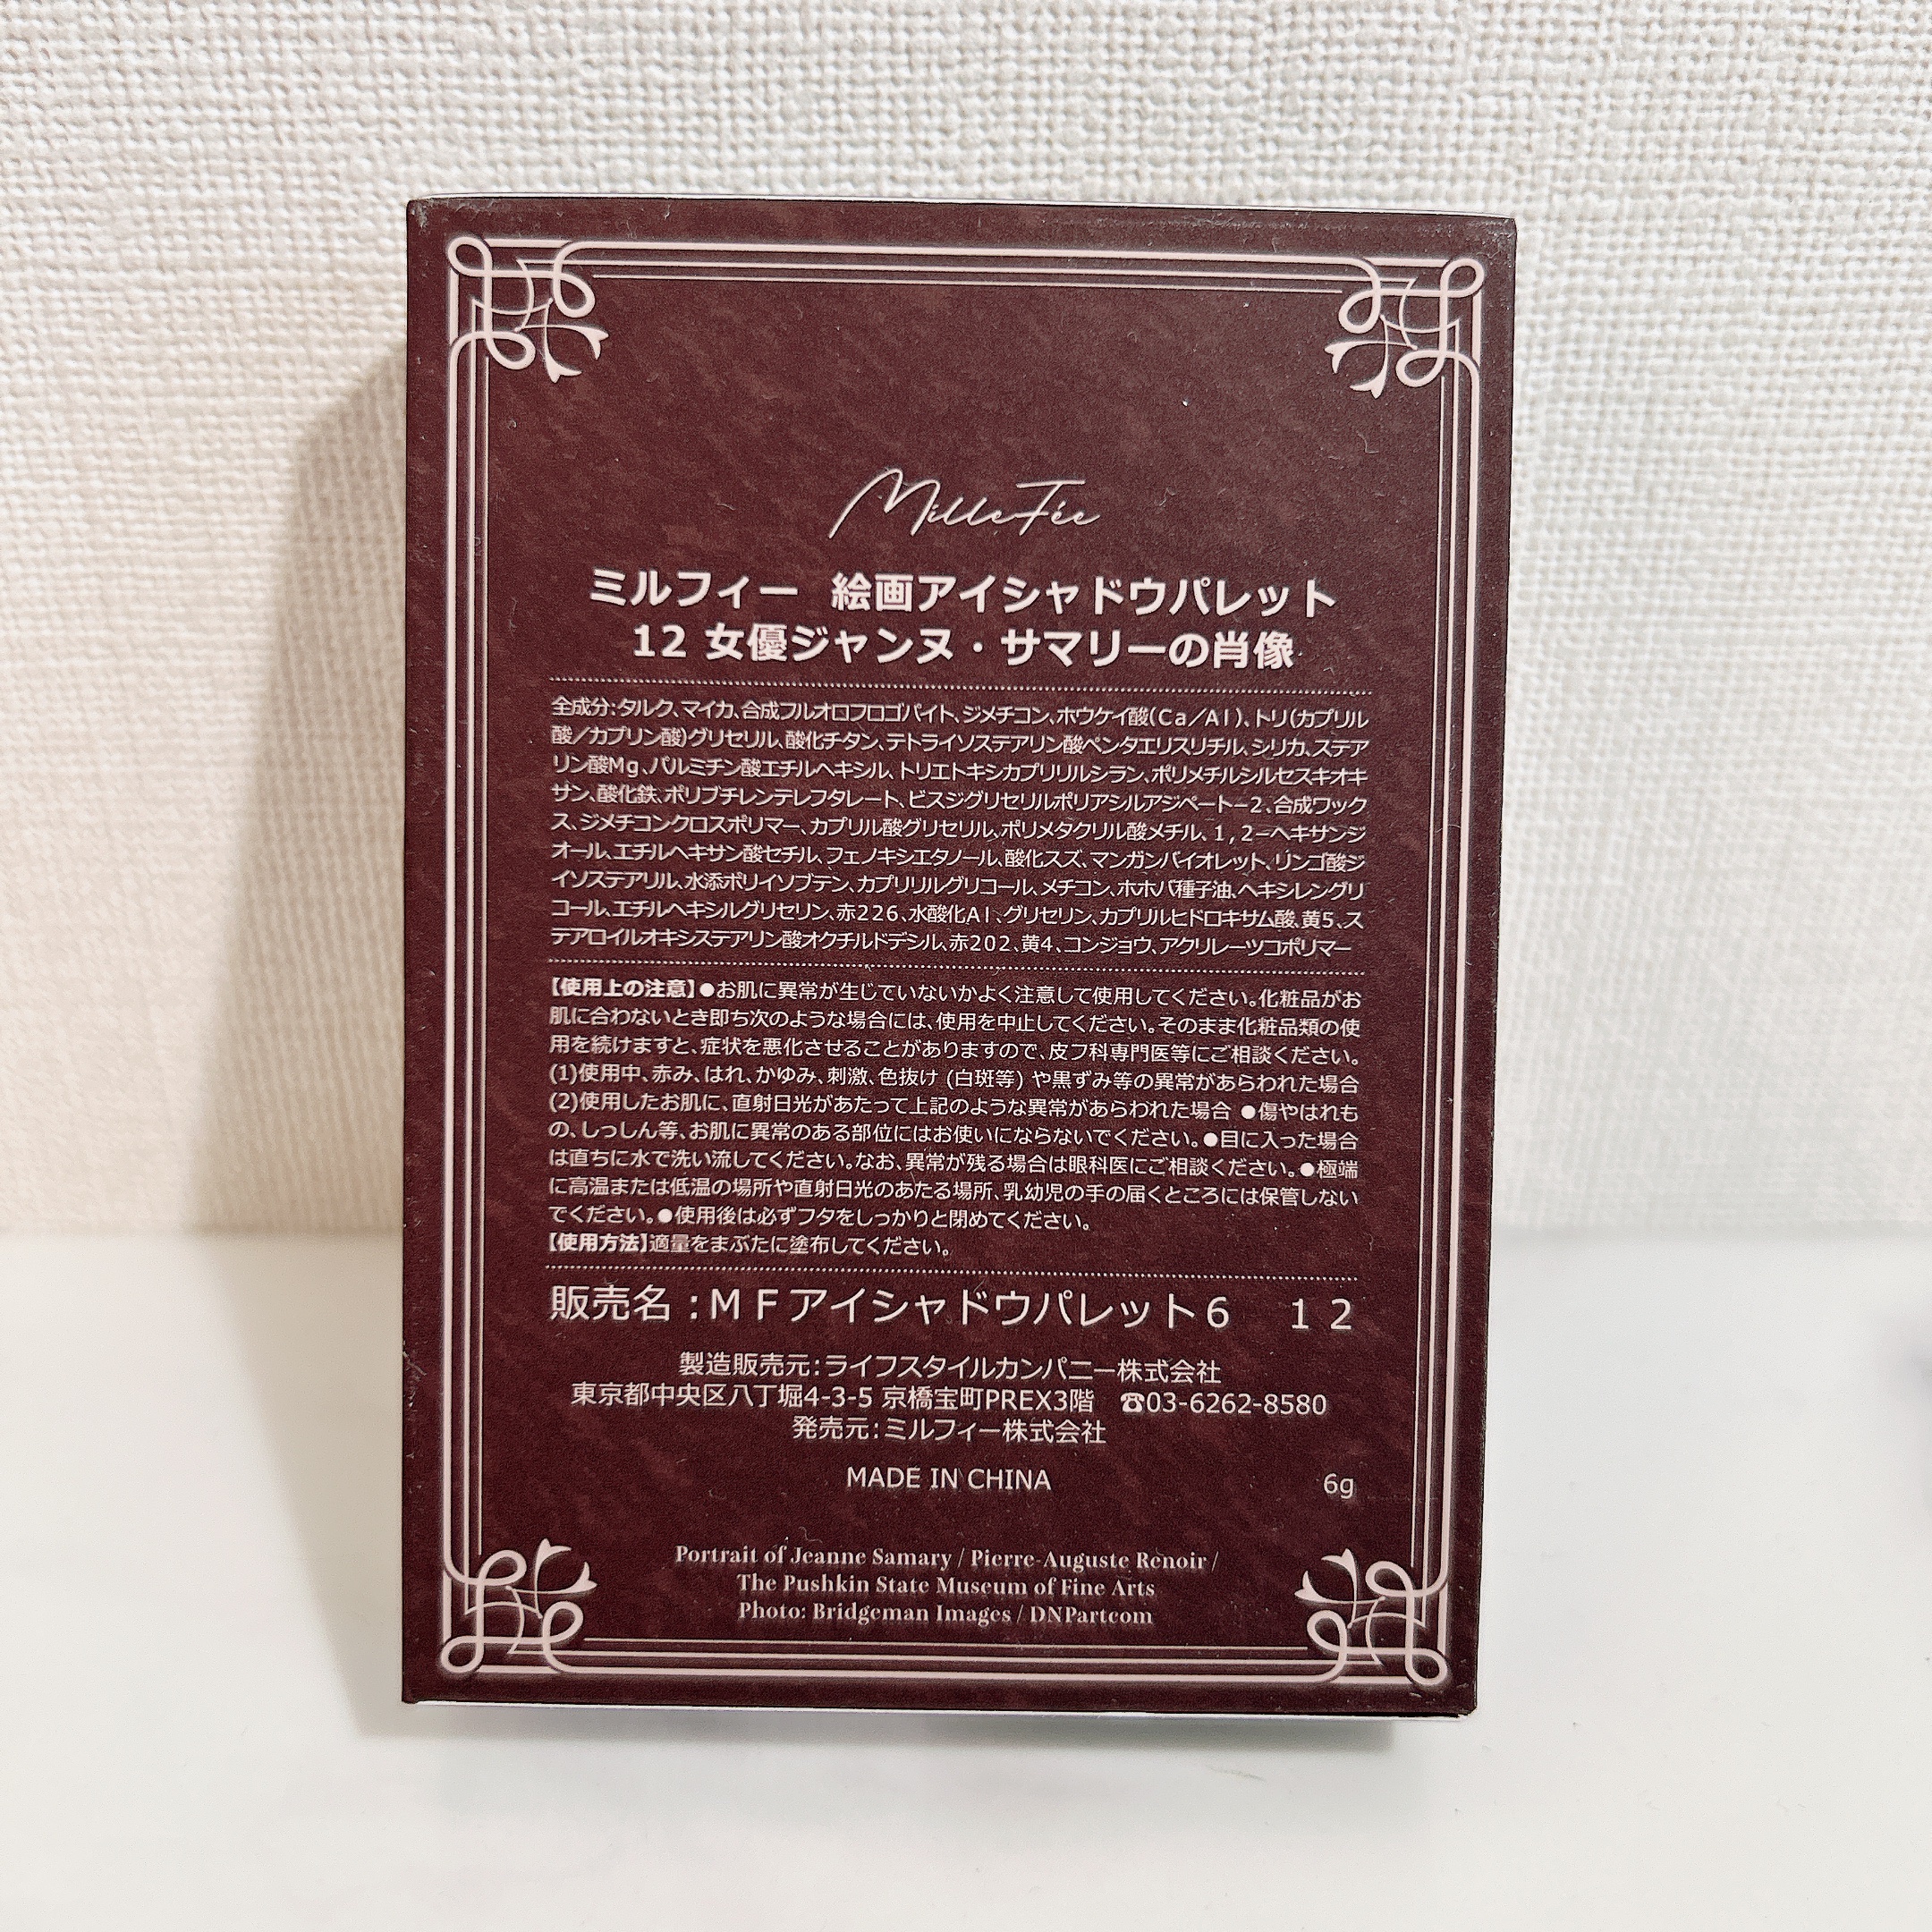 MilleFée
ミルフィー 絵画アイシャドウパレット
12 女優ジャンヌ・サマリーの肖像
全成分:タルク、マイカ、合成フルオロフロゴパイト、ジメチコン、ホウケイ酸(Ca/Al)、トリ(カプリル
酸/カプリン酸)グリセリル、酸化チタン、テトライソステアリン酸ペンタエリスリチル、シリカ、ステア
リン酸Mg、パルミチン酸エチルヘキシル、トリエトキシカプリリルシラン、ポリメチルシルセスキオキ
サン、酸化鉄、ポリブチレンテレフタレート、ビスジグリセリルポリアシルアジペート-2、合成ワック
ス、ジメチコンクロスポリマー、カプリル酸グリセリル、ポリメタクリル酸メチル、1,2-ヘキサンジ
オール、エチルヘキサン酸セチル、フェノキシエタノール、酸化スズ、マンガンバイオレット、リンゴ酸ジ
イソステアリル、水添ポリイソブテン、カプリリルグリコール、メチコン、ホホバ種子油、ヘキシレングリ
コール、エチルヘキシルグリセリン、赤226、水酸化Al、グリセリン、カプリルヒドロキサム酸、黄5、ス
テアロイルオキシステアリン酸オクチルドデシル、赤202、黄4、コンジョウ、アクリレーツコポリマー
【使用上の注意】●お肌に異常が生じていないかよく注意して使用してください。化粧品がお
肌に合わないとき即ち次のような場合には、使用を中止してください。そのまま化粧品類の使
用を続けますと、症状を悪化させることがありますので、皮フ科専門医等にご相談ください。
(1)使用中、赤み、はれ、かゆみ、刺激、色抜け (白斑等) や黒ずみ等の異常があらわれた場合
(2)使用したお肌に、直射日光があたって上記のような異常があらわれた場合 ●傷やはれも
の、しっしん等、お肌に異常のある部位にはお使いにならないでください。●目に入った場合
は直ちに水で洗い流してください。なお、異常が残る場合は眼科医にご相談ください。●極端
に高温または低温の場所や直射日光のあたる場所、乳幼児の手の届くところには保管しない
でください。●使用後は必ずフタをしっかりと閉めてください。
【使用方法】適量をまぶたに塗布してください。
販売名:MFアイシャドウパレット6 12
製造販売元:ライフスタイルカンパニー株式会社
東京都中央区八丁堀4-3-5 京橋宝町PREX3階 ☎03-6262-8580
発売元:ミルフィー株式会社
MADE IN CHINA 6g
Portrait of Jeanne Samary / Pierre-Auguste Renoir /
The Pushkin State Museum of Fine Arts
Photo: Bridgeman Images / DNPartcom